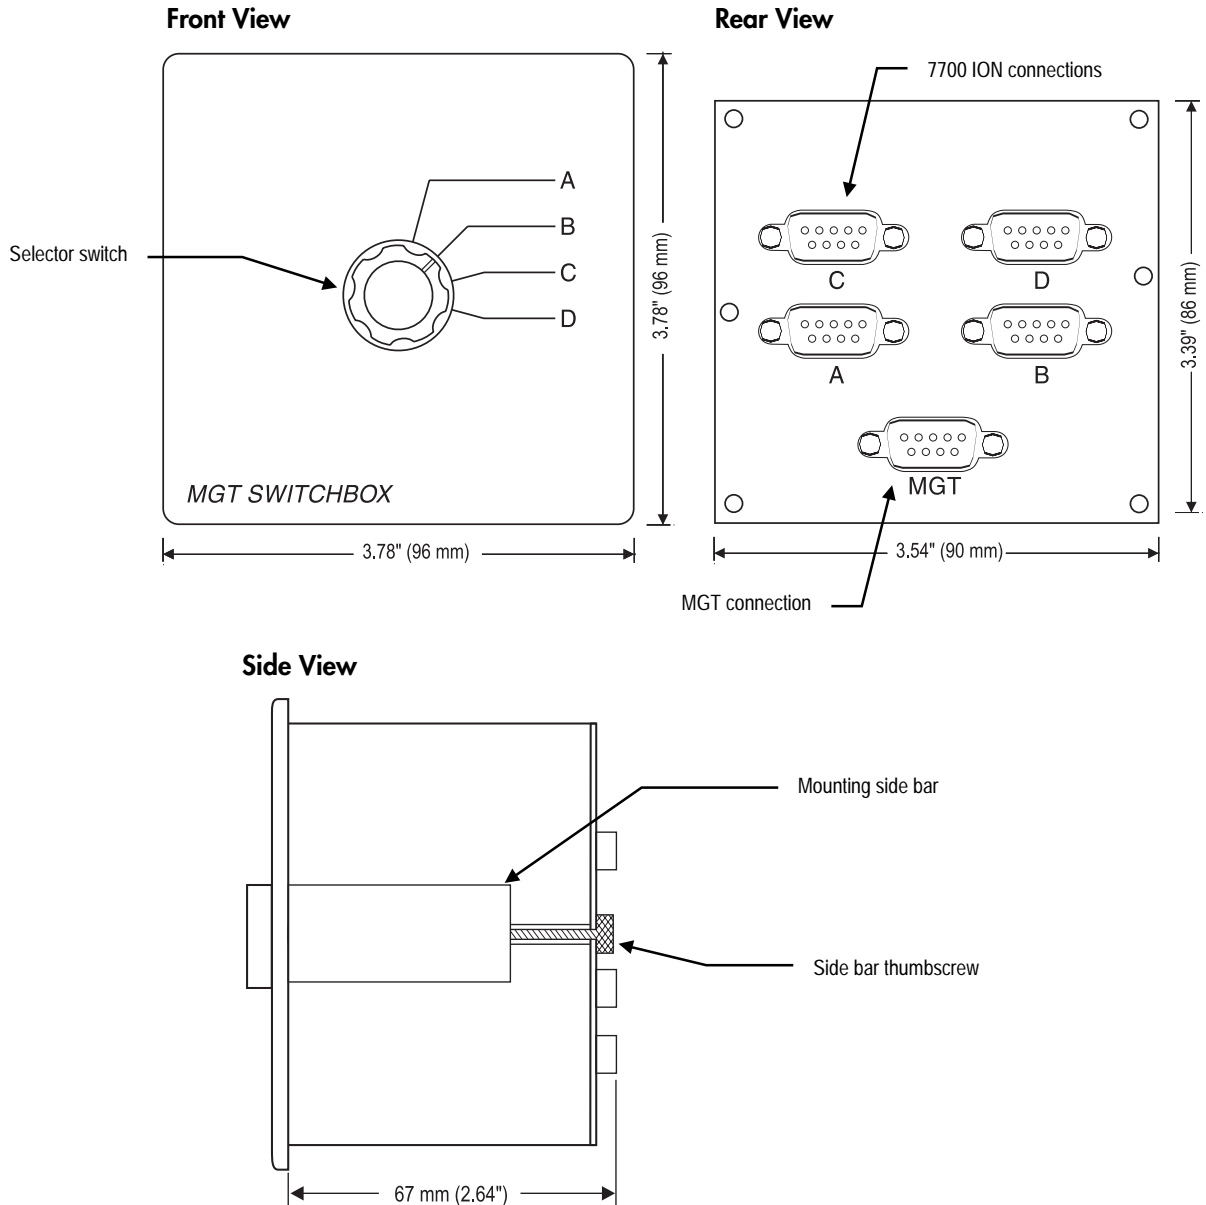 Front View
Rear View
7700 ION connections
A
B
C
D
Selector switch
3.78" (96 mm)
MGT SWITCHBOX
3.78" (96 mm)
C
D
A
B
MGT
3.39" (86 mm)
3.54" (90 mm)
MGT connection
Side View
Mounting side bar
Side bar thumbscrew
67 mm (2.64")